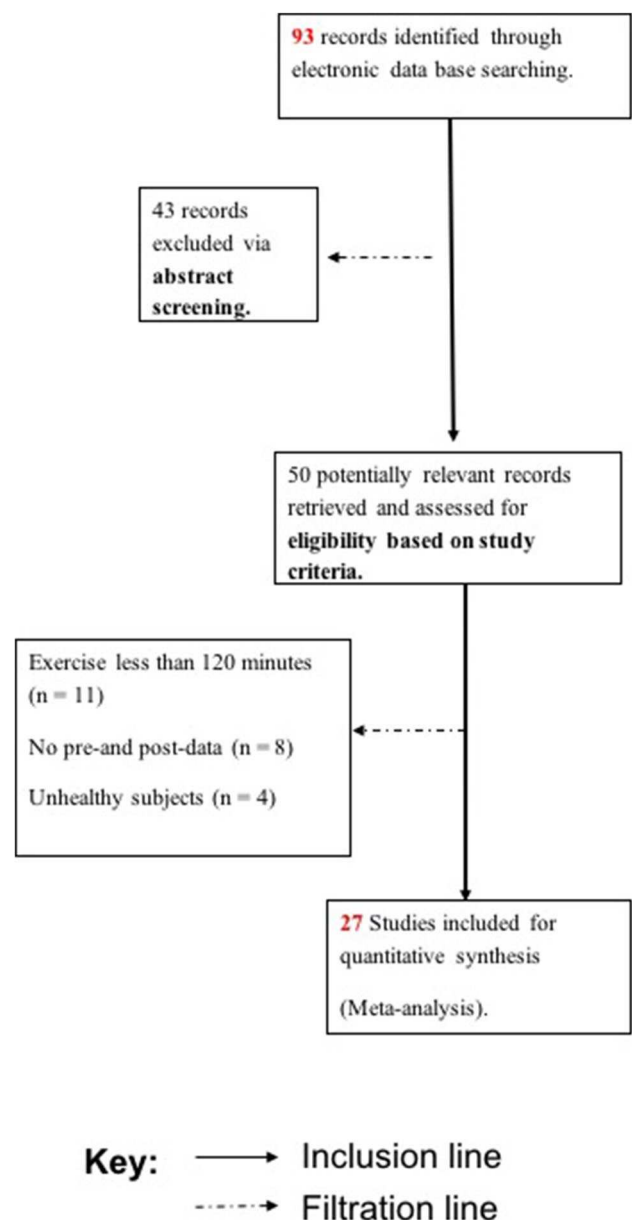 93 records identified through
electronic data base searching.
43 records
excluded via
abstract
screening.
50 potentially relevant records
retrieved and assessed for
eligibility based on study
criteria.
Exercise less than 120 minutes
(n = 11)
No pre-and post-data (n = 8)
Unhealthy subjects (n = 4)
27 Studies included for
quantitative synthesis
(Meta-analysis).
Key:
Inclusion line
Filtration line